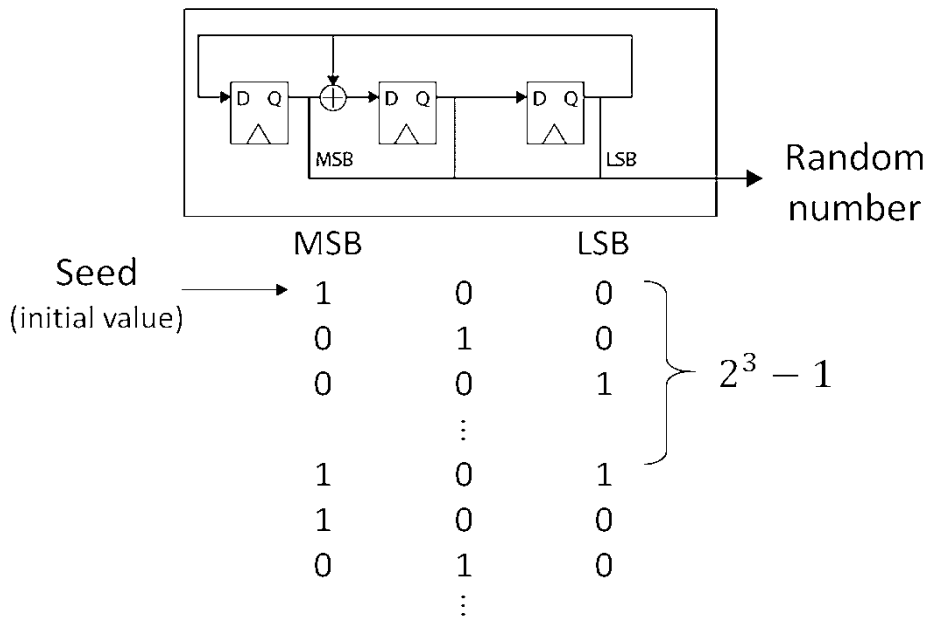 D Q D Q D Q
MSB LSB
Random
number
MSB LSB
Seed
(initial value)
1 0 0
0 1 0
0 0 1
⋮
2³ − 1
1 0 1
1 0 0
0 1 0
⋮